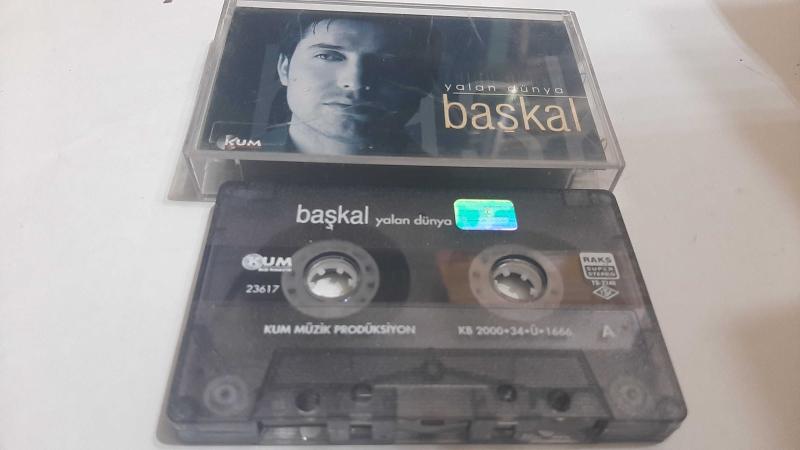 yalan dünya
başkal
KUM
başkal yalan dünya
KUM
23617
RAKS
SUPER
STEREO
KUM MÜZİK PRODÜKSİYON
KB 2000•34•Ü•1666
A